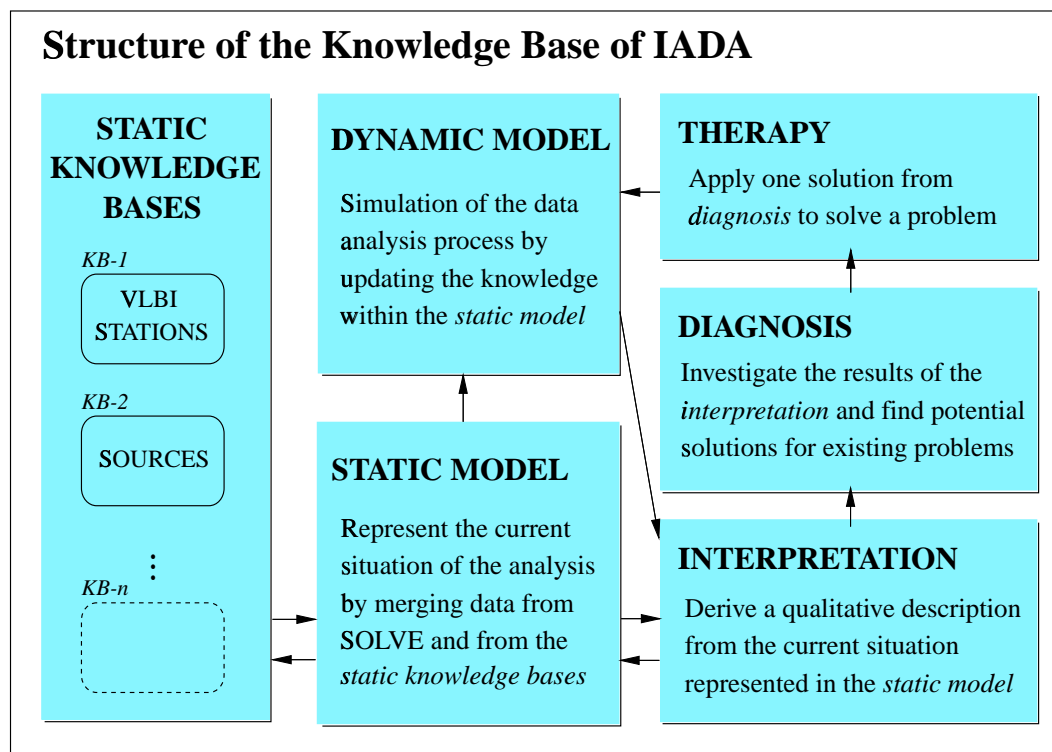 Structure of the Knowledge Base of IADA
STATIC
KNOWLEDGE
BASES
KB-1
VLBI
STATIONS
KB-2
SOURCES
⋮
KB-n
DYNAMIC MODEL
Simulation of the data
analysis process by
updating the knowledge
within the static model
STATIC MODEL
Represent the current
situation of the analysis
by merging data from
SOLVE and from the
static knowledge bases
THERAPY
Apply one solution from
diagnosis to solve a problem
DIAGNOSIS
Investigate the results of the
interpretation and find potential
solutions for existing problems
INTERPRETATION
Derive a qualitative description
from the current situation
represented in the static model